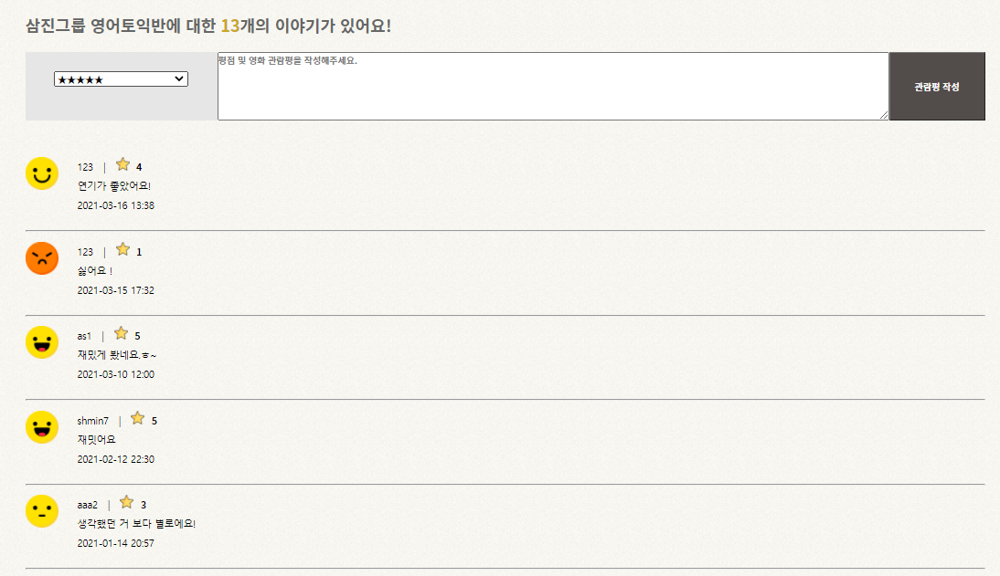 삼진그룹 영어토익반에 대한 13개의 이야기가 있어요!
★★★★★
평점 및 영화 관람평을 작성해주세요.
관람평 작성
123 | 4
연기가 좋았어요!
2021-03-16 13:38
123 | 1
싫어요 !
2021-03-15 17:32
as1 | 5
재밌게 봤네요.ㅎ~
2021-03-10 12:00
shmin7 | 5
재밋어요
2021-02-12 22:30
aaa2 | 3
생각했던 거 보다 별로에요!
2021-01-14 20:57